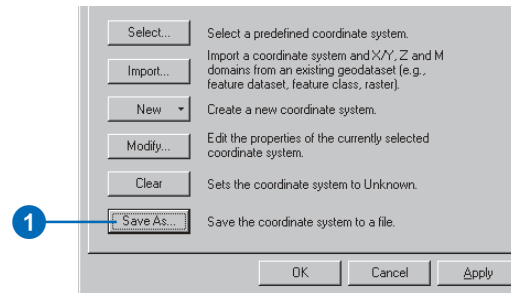 Select... Select a predefined coordinate system.
Import a coordinate system and X/Y, Z and M
Import... domains from an existing geodataset (e.g.,
feature dataset, feature class, raster).
New Create a new coordinate system.
Edit the properties of the currently selected
Modify... coordinate system.
Clear Sets the coordinate system to Unknown.
1 Save As... Save the coordinate system to a file.
OK Cancel Apply